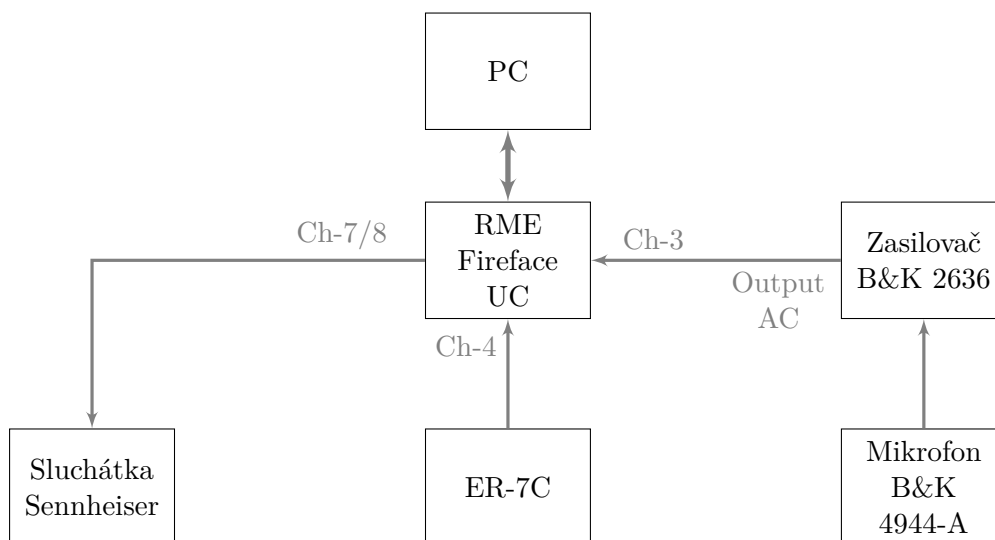 PC
Ch-7/8
RME
Fireface
UC
Ch-3
Output
AC
Zasilovač
B&K 2636
Ch-4
Sluchátka
Sennheiser
ER-7C
Mikrofon
B&K
4944-A